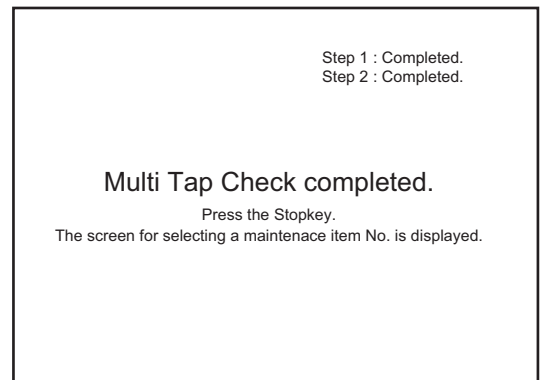 Step 1 : Completed.
Step 2 : Completed.
Multi Tap Check completed.
Press the Stopkey.
The screen for selecting a maintenace item No. is displayed.